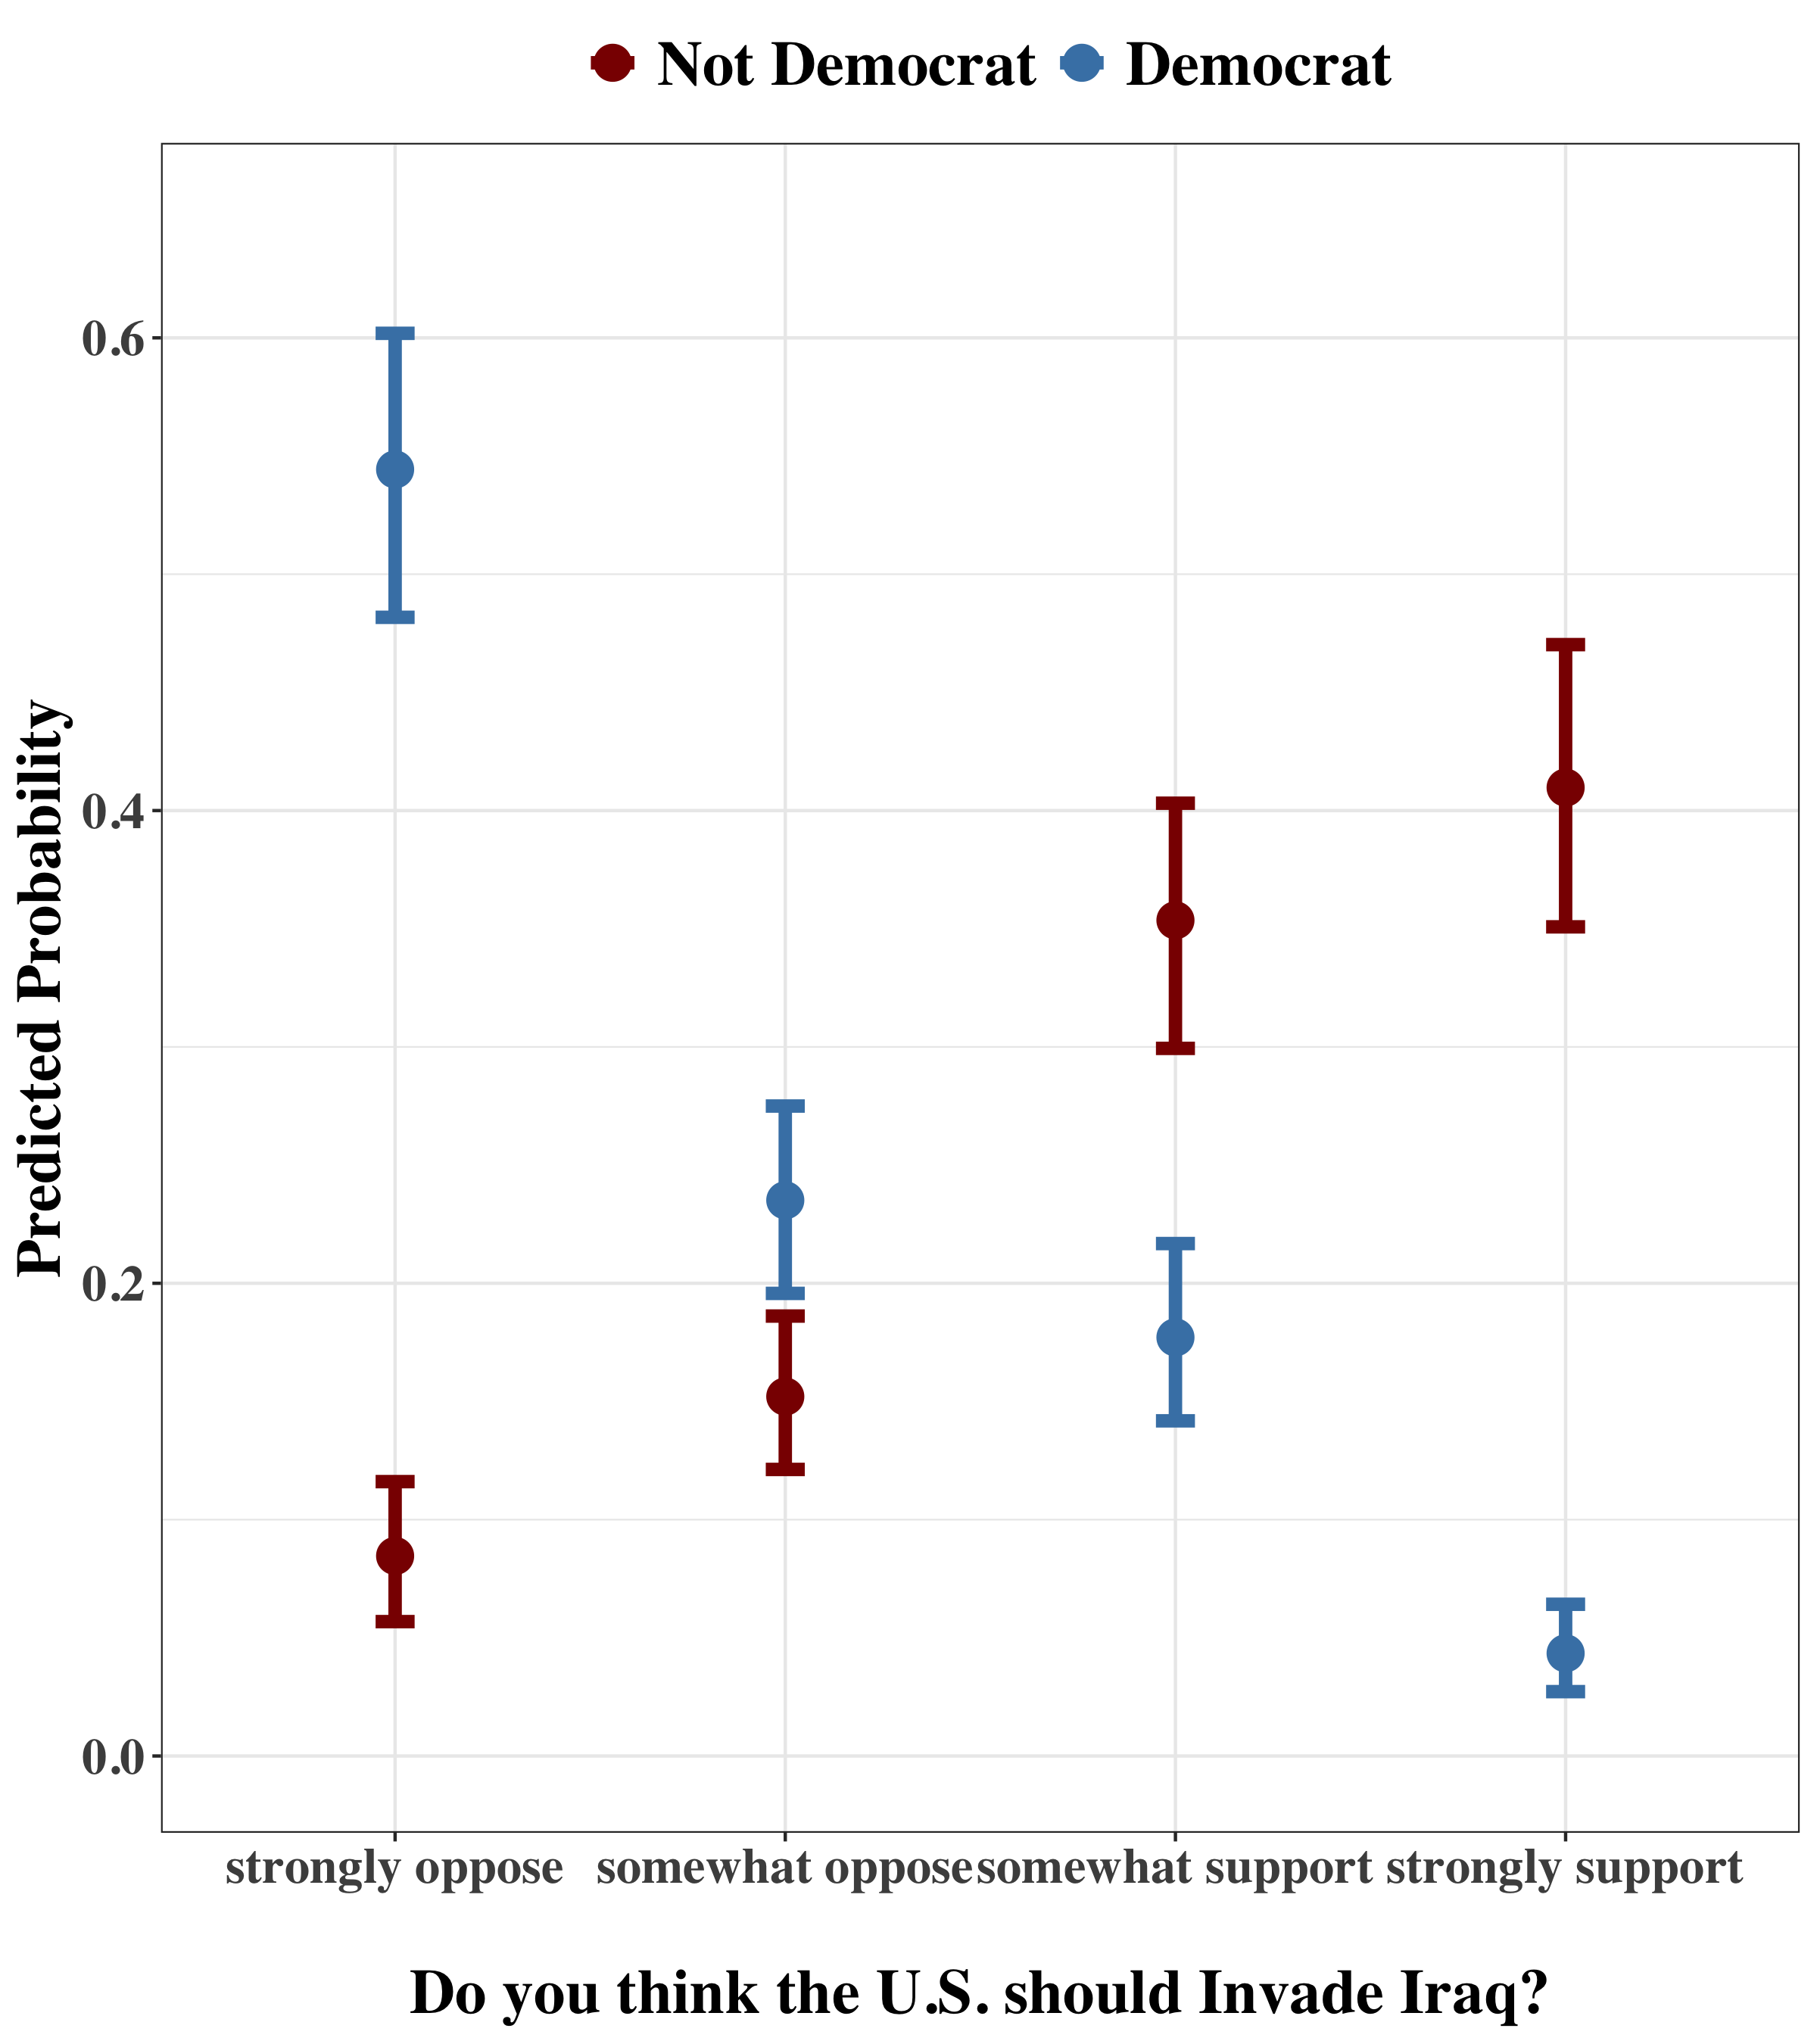 Not Democrat Democrat
Predicted Probability
0.6
0.4
0.2
0.0
strongly oppose somewhat oppose somewhat support strongly support
Do you think the U.S. should Invade Iraq?